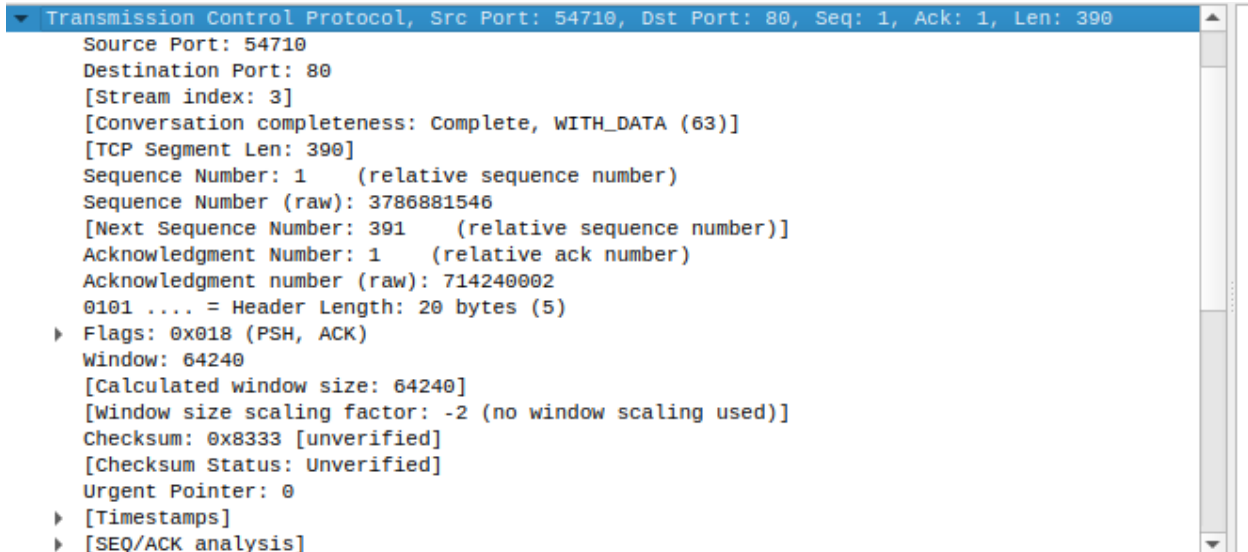 Transmission Control Protocol, Src Port: 54710, Dst Port: 80, Seq: 1, Ack: 1, Len: 390
Source Port: 54710
Destination Port: 80
[Stream index: 3]
[Conversation completeness: Complete, WITH_DATA (63)]
[TCP Segment Len: 390]
Sequence Number: 1    (relative sequence number)
Sequence Number (raw): 3786881546
[Next Sequence Number: 391    (relative sequence number)]
Acknowledgment Number: 1    (relative ack number)
Acknowledgment number (raw): 714240002
0101 .... = Header Length: 20 bytes (5)
Flags: 0x018 (PSH, ACK)
Window: 64240
[Calculated window size: 64240]
[Window size scaling factor: -2 (no window scaling used)]
Checksum: 0x8333 [unverified]
[Checksum Status: Unverified]
Urgent Pointer: 0
[Timestamps]
[SEQ/ACK analysis]